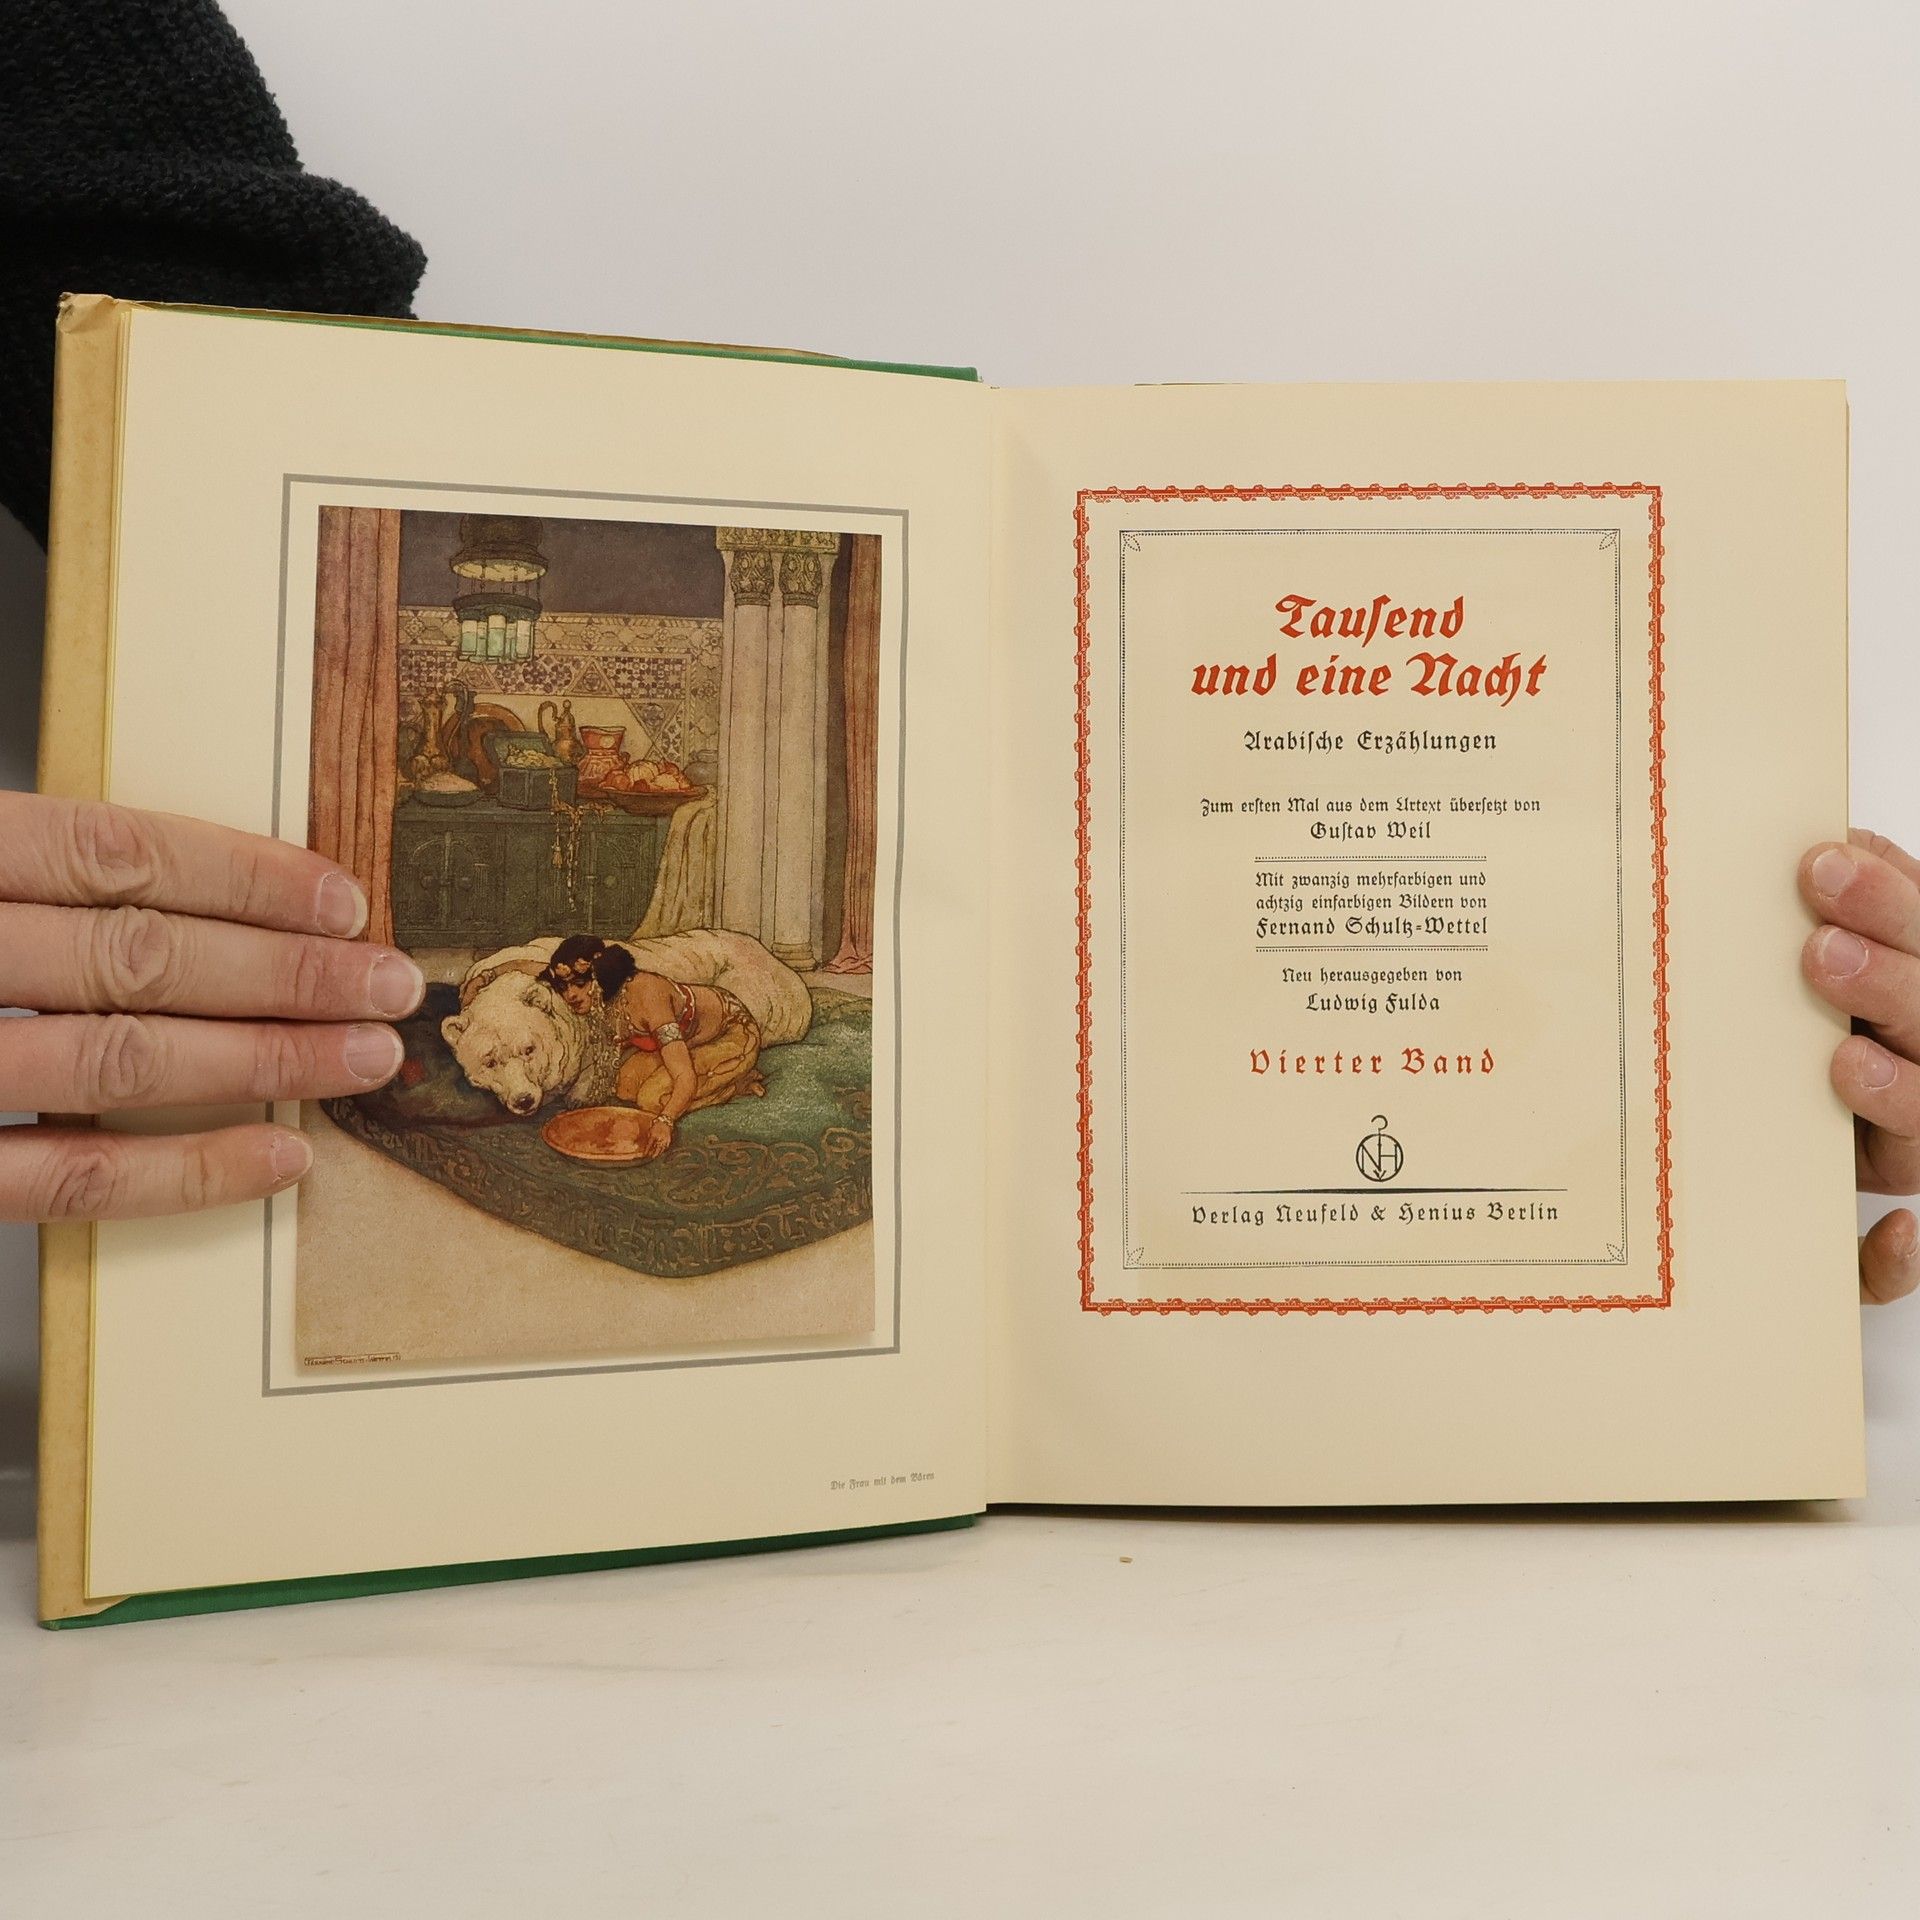 Die Frau mit dem Bären
Tausend
und eine Nacht
Arabische Erzählungen
Zum ersten Mal aus dem Urtext übersetzt von
Gustav Weil
Mit zwanzig mehrfarbigen und
achtzig einfarbigen Bildern von
Fernand Schultz-Wettel
Neu herausgegeben von
Ludwig Fulda
Vierter Band
NH
Verlag Neufeld & Henius Berlin